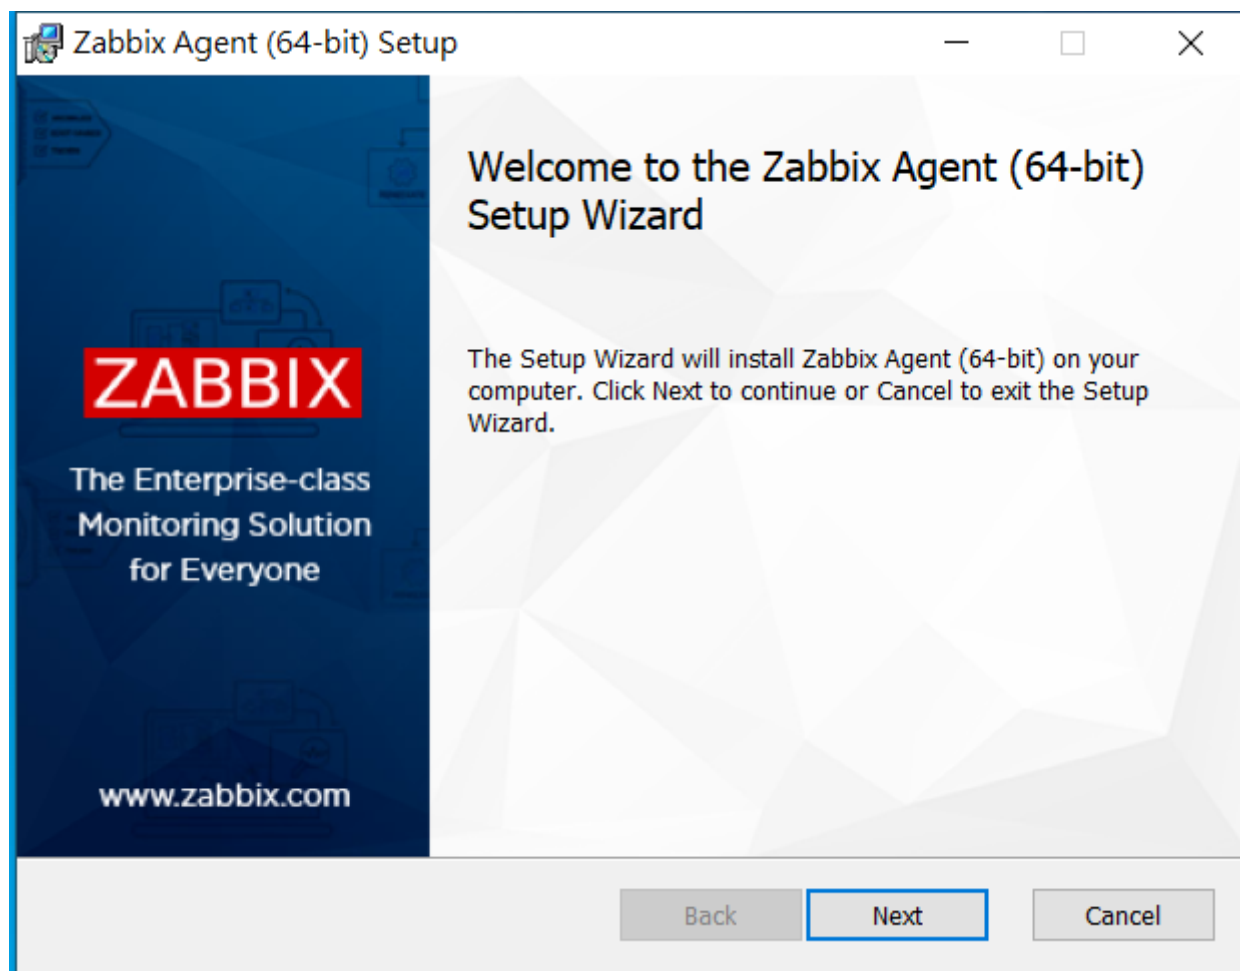 Zabbix Agent (64-bit) Setup
Welcome to the Zabbix Agent (64-bit)
Setup Wizard
The Setup Wizard will install Zabbix Agent (64-bit) on your
computer. Click Next to continue or Cancel to exit the Setup
Wizard.
ZABBIX
The Enterprise-class
Monitoring Solution
for Everyone
www.zabbix.com
Back
Next
Cancel